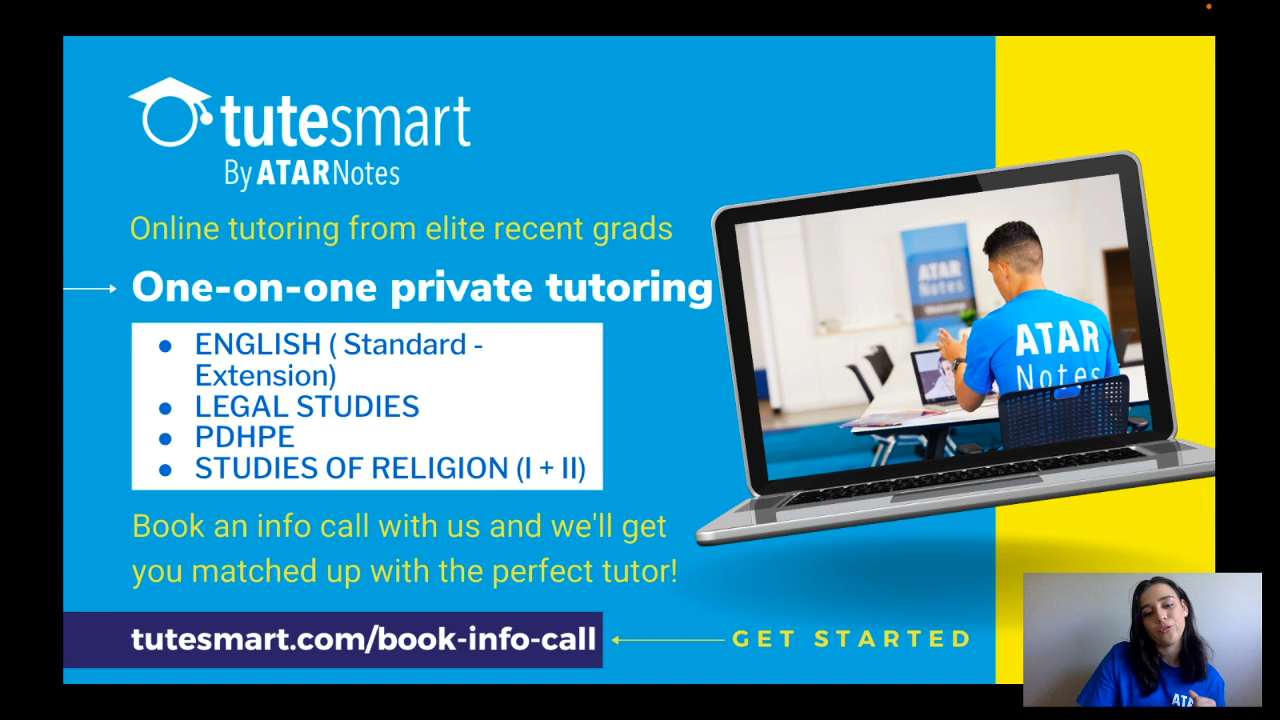 tutesmart
By ATARNotes
Online tutoring from elite recent grads
One-on-one private tutoring
● ENGLISH ( Standard -
Extension)
● LEGAL STUDIES
● PDHPE
● STUDIES OF RELIGION (I + II)
Book an info call with us and we'll get
you matched up with the perfect tutor!
tutesmart.com/book-info-call
GET STARTED
ATAR
Notes
ATAR
Notes